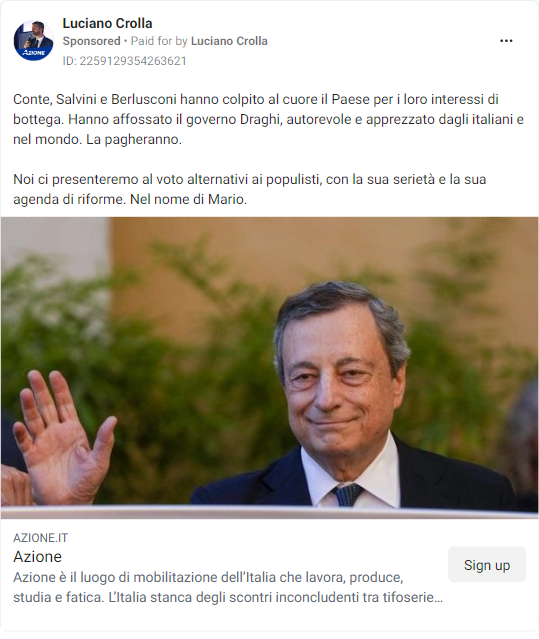 Luciano Crolla
Sponsored • Paid for by Luciano Crolla
ID: 2259129354263621
Conte, Salvini e Berlusconi hanno colpito al cuore il Paese per i loro interessi di
bottega. Hanno affossato il governo Draghi, autorevole e apprezzato dagli italiani e
nel mondo. La pagheranno.
Noi ci presenteremo al voto alternativi ai populisti, con la sua serietà e la sua
agenda di riforme. Nel nome di Mario.
AZIONE.IT
Azione
Azione è il luogo di mobilitazione dell’Italia che lavora, produce,
studia e fatica. L’Italia stanca degli scontri inconcludenti tra tifoserie…
Sign up
AZIONE